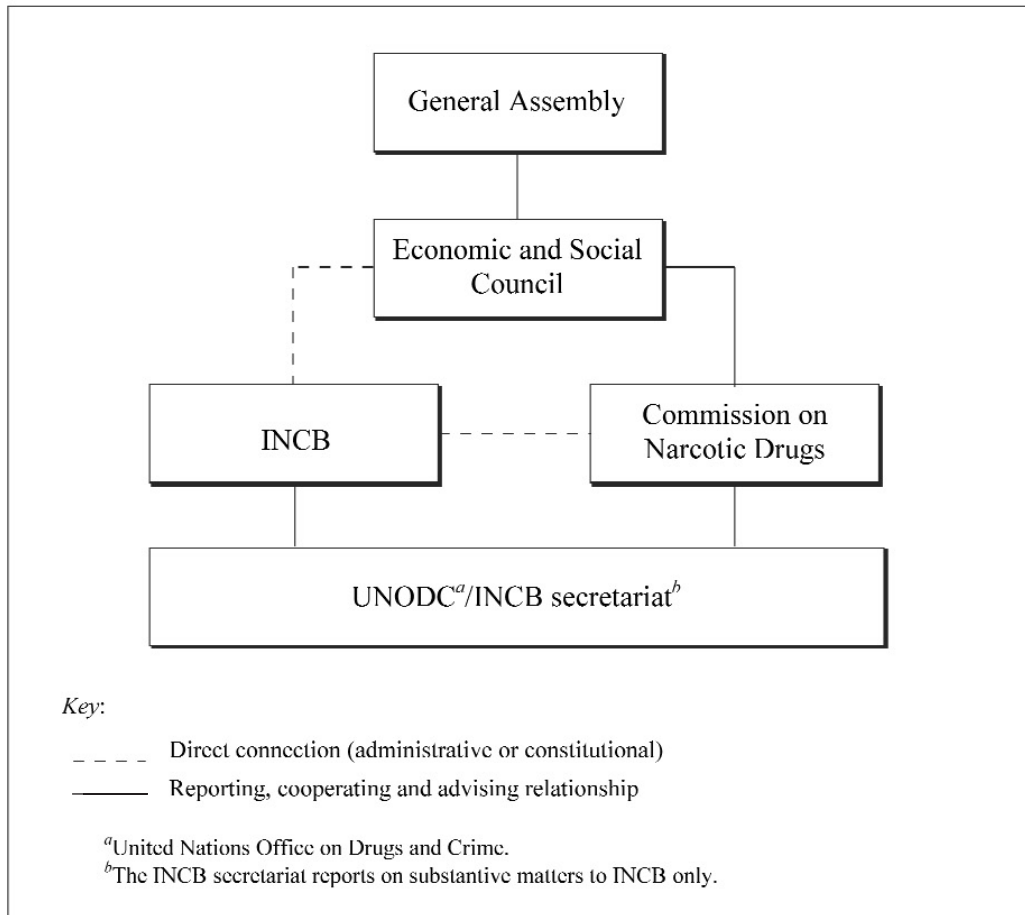 General Assembly
Economic and Social
Council
INCB
Commission on
Narcotic Drugs
UNODCᵃ/INCB secretariatᵇ
Key:
Direct connection (administrative or constitutional)
Reporting, cooperating and advising relationship
ᵃUnited Nations Office on Drugs and Crime.
ᵇThe INCB secretariat reports on substantive matters to INCB only.